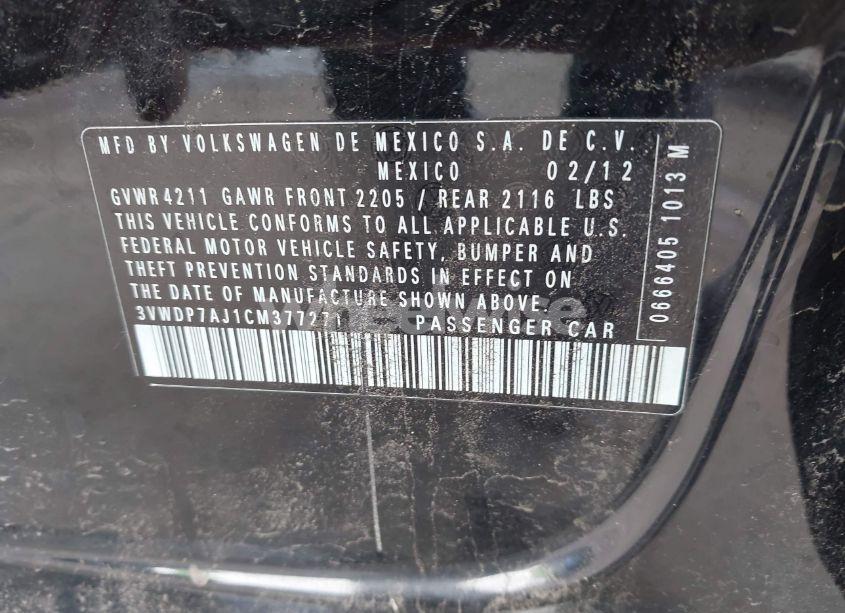 MFD BY VOLKSWAGEN DE MEXICO S.A. DE C.V.
MEXICO 02/12
GVWR 4211 GAWR FRONT 2205 / REAR 2116 LBS
THIS VEHICLE CONFORMS TO ALL APPLICABLE U.S.
FEDERAL MOTOR VEHICLE SAFETY, BUMPER AND
THEFT PREVENTION STANDARDS IN EFFECT ON
THE DATE OF MANUFACTURE SHOWN ABOVE.
3VWDP7AJ1CM377271 PASSENGER CAR
0666405 1013 M